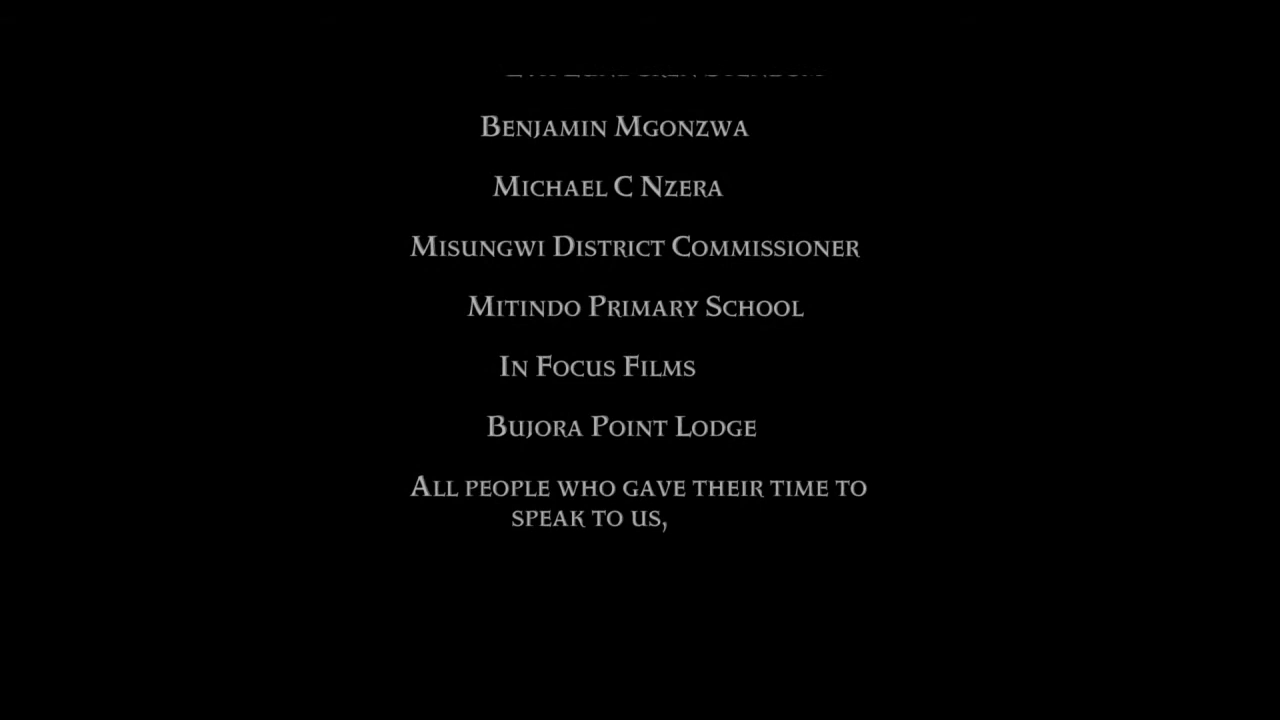 Benjamin Mgonzwa
Michael C Nzera
Misungwi District Commissioner
Mitindo Primary School
In Focus Films
Bujora Point Lodge
All people who gave their time to
speak to us,